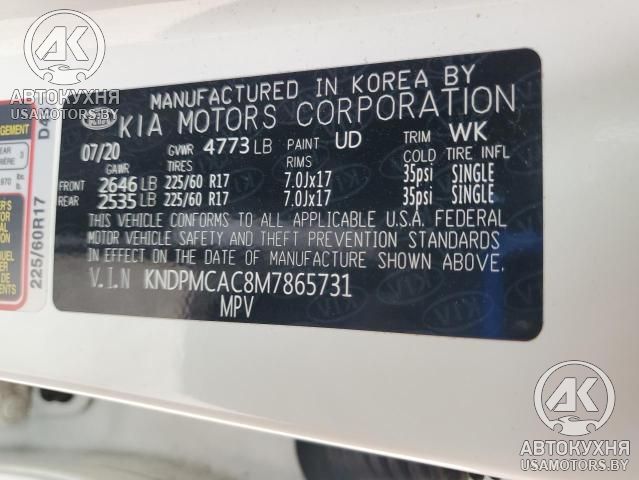 AK
АВТОКУХНЯ
USAMOTORS.BY
MANUFACTURED IN KOREA BY
KIA MOTORS CORPORATION
07/20 GVWR 4773 LB PAINT UD TRIM WK
GAWR TIRES RIMS COLD TIRE INFL
FRONT 2646 LB 225/60 R17 7.0Jx17 35psi SINGLE
REAR 2535 LB 225/60 R17 7.0Jx17 35psi SINGLE
THIS VEHICLE CONFORMS TO ALL APPLICABLE U.S.A. FEDERAL
MOTOR VEHICLE SAFETY AND THEFT PREVENTION STANDARDS
IN EFFECT ON THE DATE OF MANUFACTURE SHOWN ABOVE.
V.I.N KNDPMCAC8M7865731
MPV
225/60R17
AK
АВТОКУХНЯ
USAMOTORS.BY